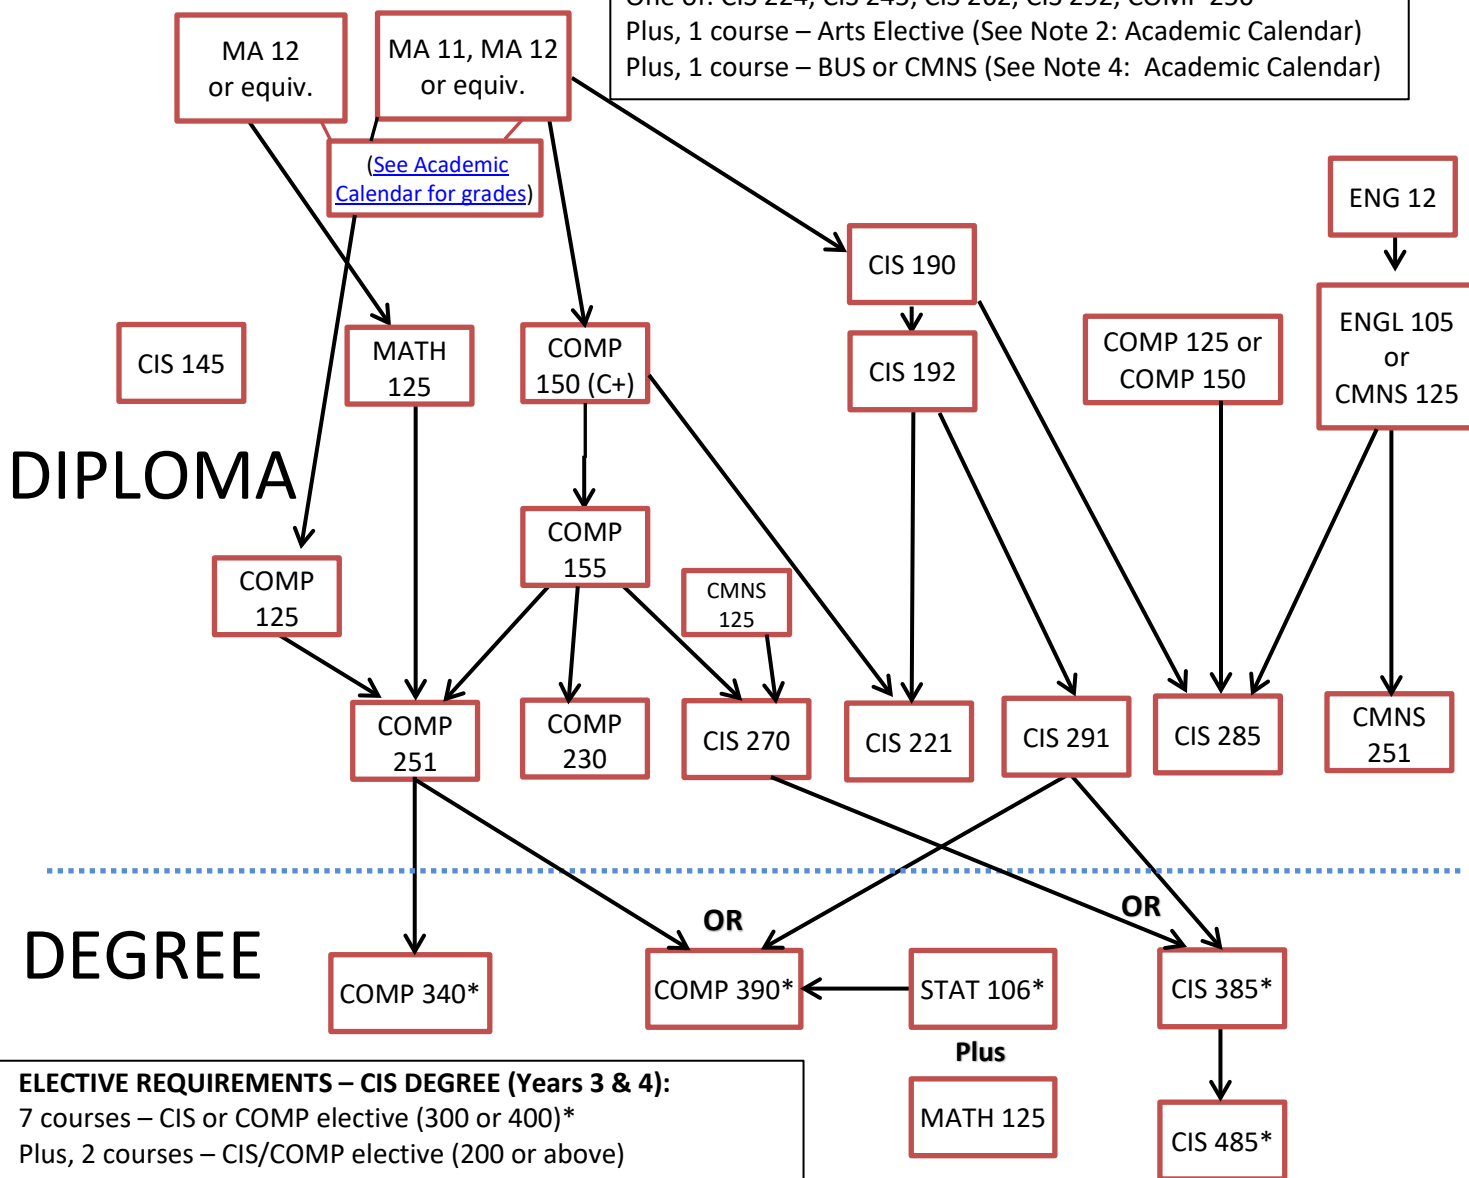 One of: CIS 224, CIS 245, CIS 262, CIS 292, COMP 256
Plus, 1 course – Arts Elective (See Note 2: Academic Calendar)
Plus, 1 course – BUS or CMNS (See Note 4:  Academic Calendar)
MA 12
or equiv.
MA 11, MA 12
or equiv.
(See Academic
Calendar for grades)
ENG 12
CIS 190
CIS 145
MATH
125
COMP
150 (C+)
CIS 192
COMP 125 or
COMP 150
ENGL 105
or
CMNS 125
DIPLOMA
COMP
155
COMP
125
CMNS
125
COMP
251
COMP
230
CIS 270
CIS 221
CIS 291
CIS 285
CMNS
251
OR
OR
DEGREE
COMP 340*
COMP 390*
STAT 106*
CIS 385*
Plus
MATH 125
CIS 485*
ELECTIVE REQUIREMENTS – CIS DEGREE (Years 3 & 4):
7 courses – CIS or COMP elective (300 or 400)*
Plus, 2 courses – CIS/COMP elective (200 or above)